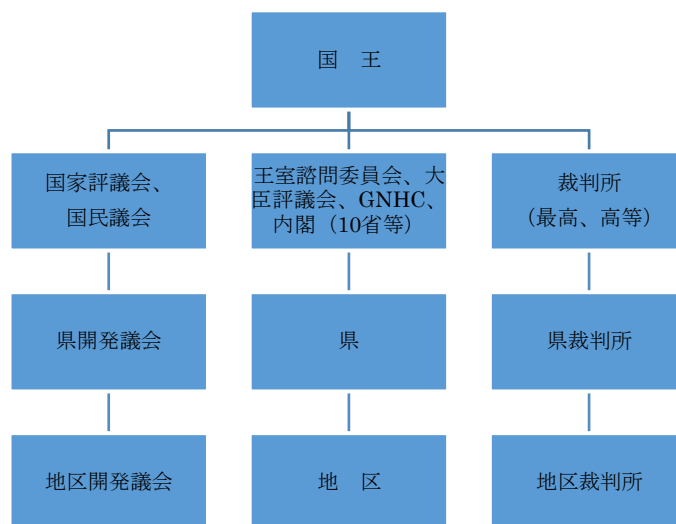 国　王
国家評議会、
国民議会
王室諮問委員会、大
臣評議会、GNHC、
内閣（10省等）
裁判所
（最高、高等）
県開発議会
県
県裁判所
地区開発議会
地　区
地区裁判所